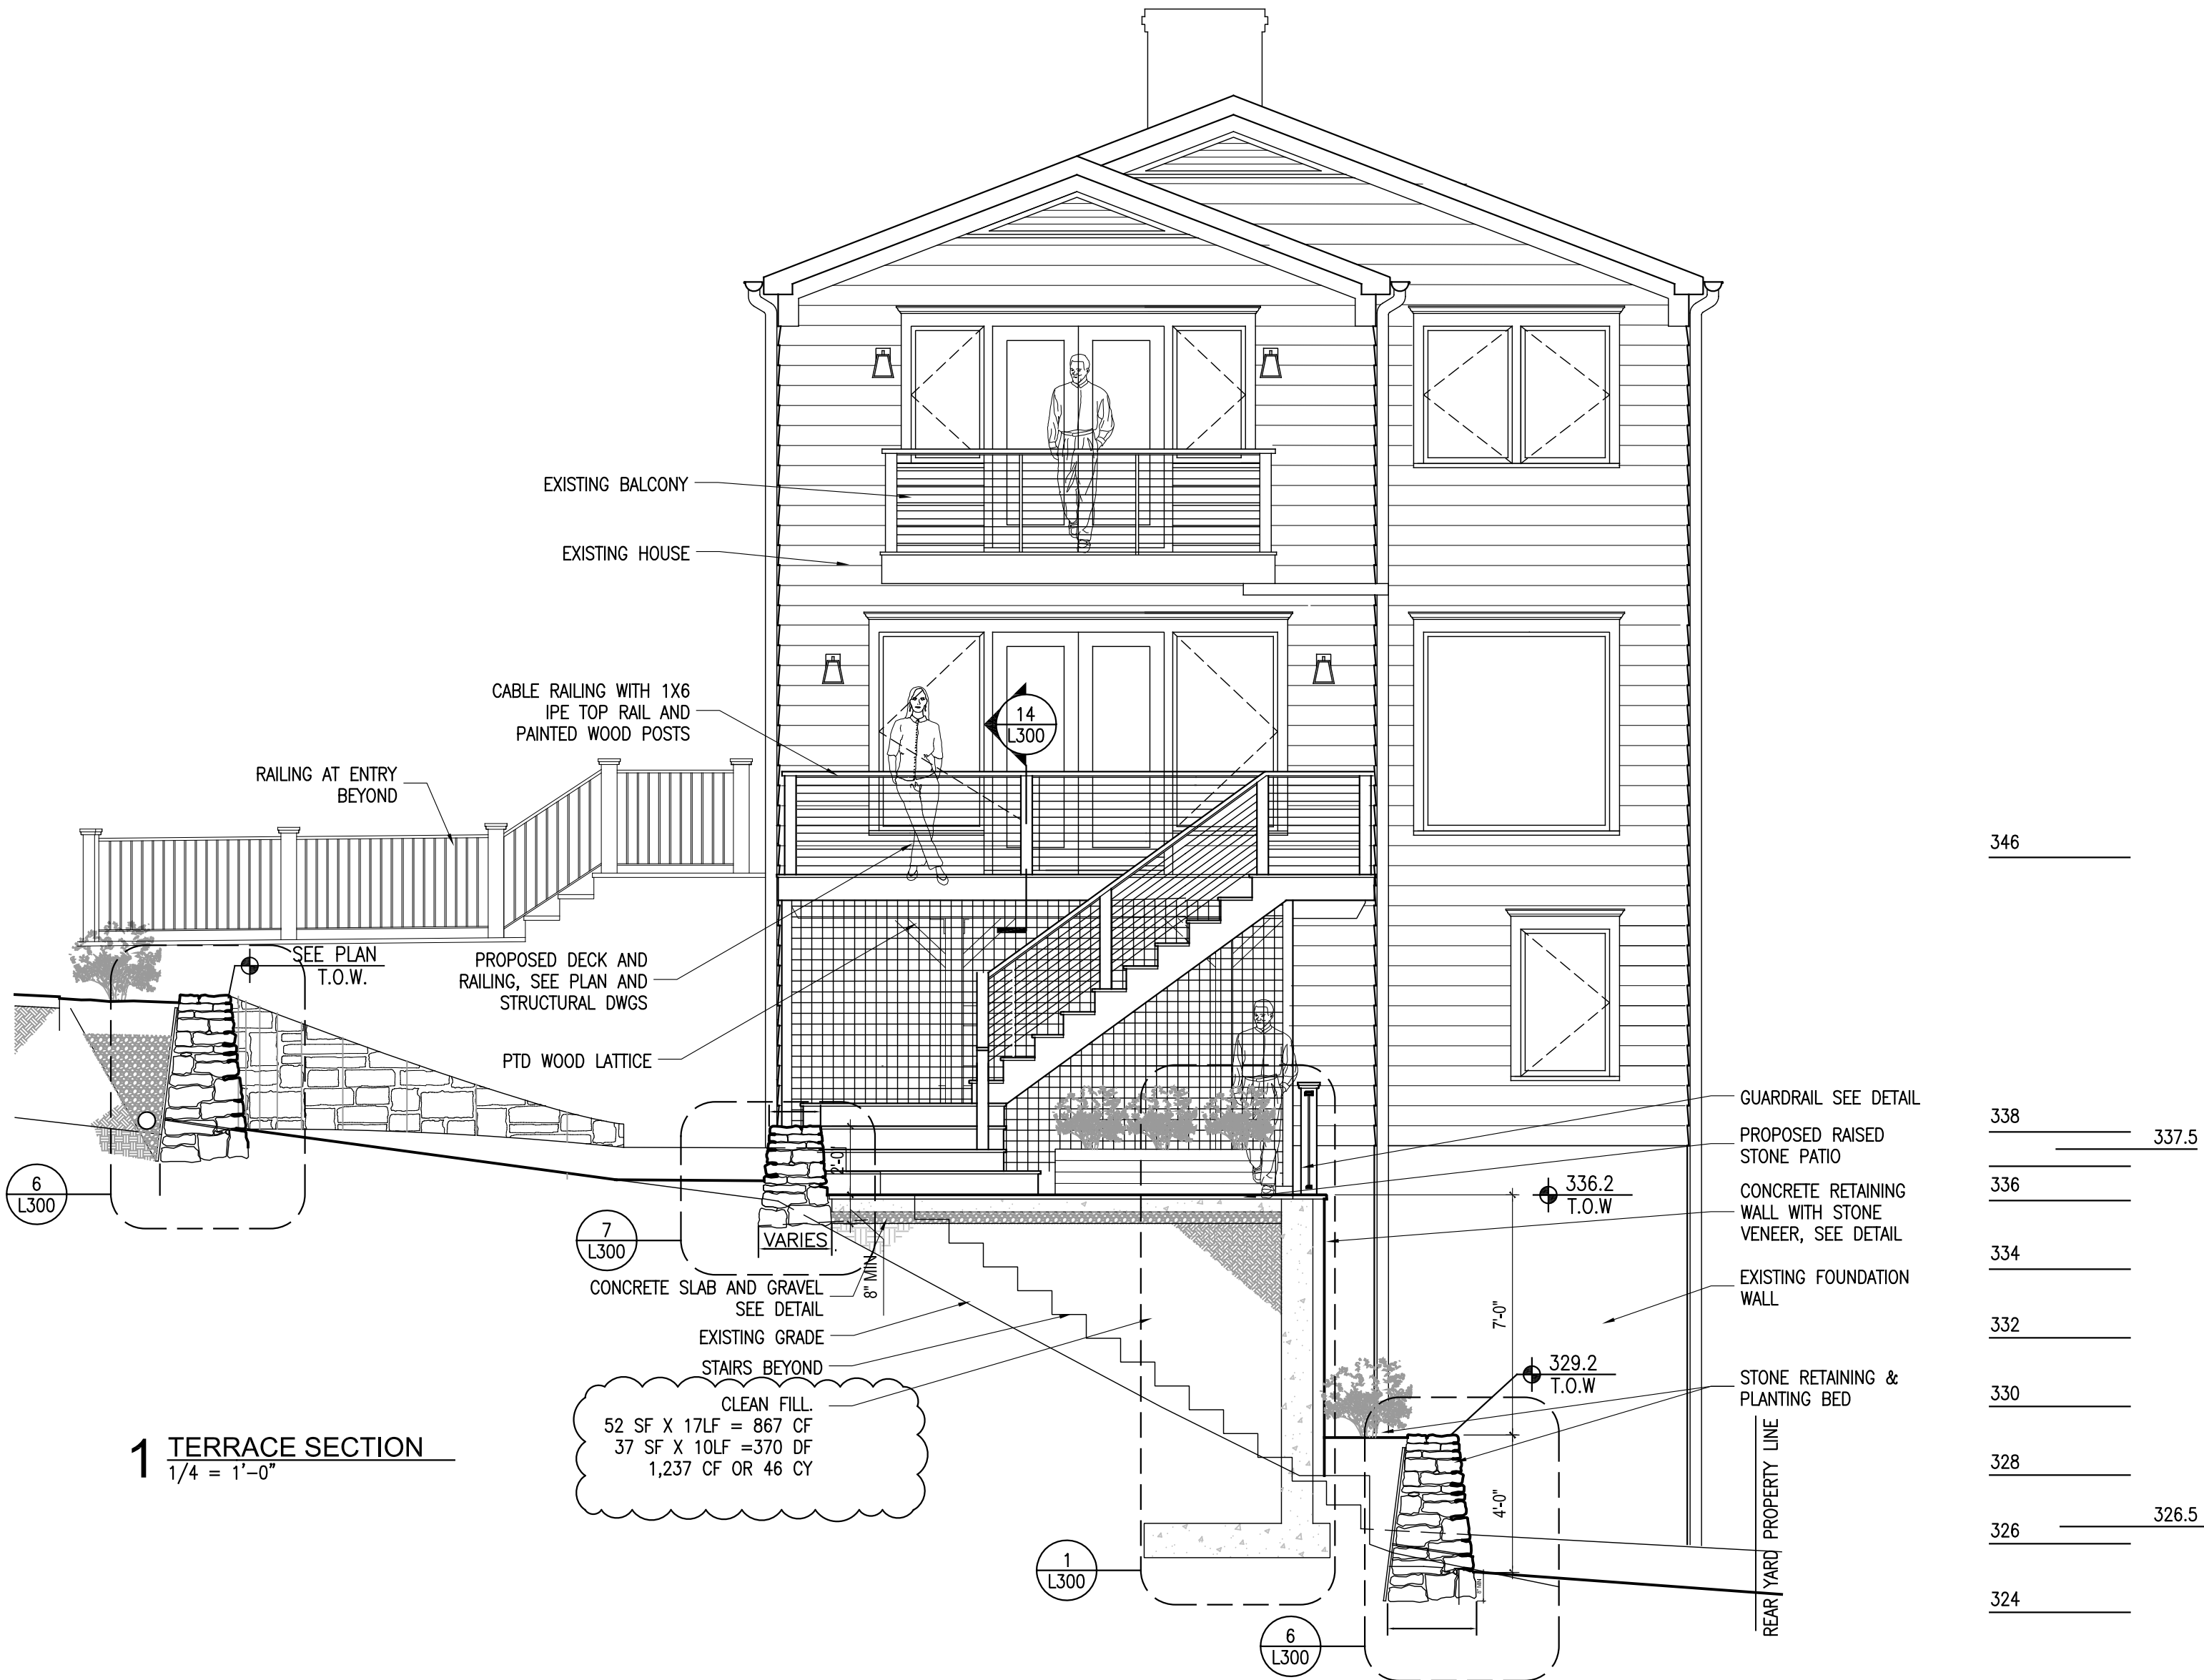 EXISTING BALCONY
EXISTING HOUSE
CABLE RAILING WITH 1X6
IPE TOP RAIL AND
PAINTED WOOD POSTS
14
L300
RAILING AT ENTRY
BEYOND
SEE PLAN
T.O.W.
PROPOSED DECK AND
RAILING, SEE PLAN AND
STRUCTURAL DWGS
PTD WOOD LATTICE
6
L300
7
L300
2'-0"
VARIES
8" MIN
CONCRETE SLAB AND GRAVEL
SEE DETAIL
EXISTING GRADE
STAIRS BEYOND
CLEAN FILL.
52 SF X 17LF = 867 CF
37 SF X 10LF =370 DF
1,237 CF OR 46 CY
1 TERRACE SECTION
1/4 = 1'-0"
1
L300
6
L300
GUARDRAIL SEE DETAIL
PROPOSED RAISED
STONE PATIO
CONCRETE RETAINING
WALL WITH STONE
VENEER, SEE DETAIL
EXISTING FOUNDATION
WALL
STONE RETAINING &
PLANTING BED
336.2
T.O.W
7'-0"
329.2
T.O.W
4'-0"
REAR YARD PROPERTY LINE
346
338
337.5
336
334
332
330
328
326.5
326
324